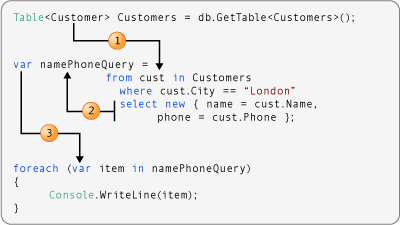 Table<Customer> Customers = db.GetTable<Customers>();
1
var namePhoneQuery =
from cust in Customers
where cust.City == “London”
select new { name = cust.Name,
2
phone = cust.Phone };
3
foreach (var item in namePhoneQuery)
{
Console.WriteLine(item);
}